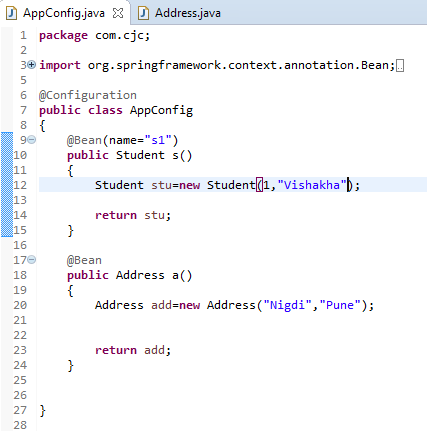 AppConfig.java Address.java
1 package com.cjc;
2
3 import org.springframework.context.annotation.Bean;
5
6 @Configuration
7 public class AppConfig
8 {
9 @Bean(name="s1")
10 public Student s()
11 {
12 Student stu=new Student(1,"Vishakha");
13
14 return stu;
15 }
16
17 @Bean
18 public Address a()
19 {
20 Address add=new Address("Nigdi","Pune");
21
22
23 return add;
24 }
25
26
27 }
28